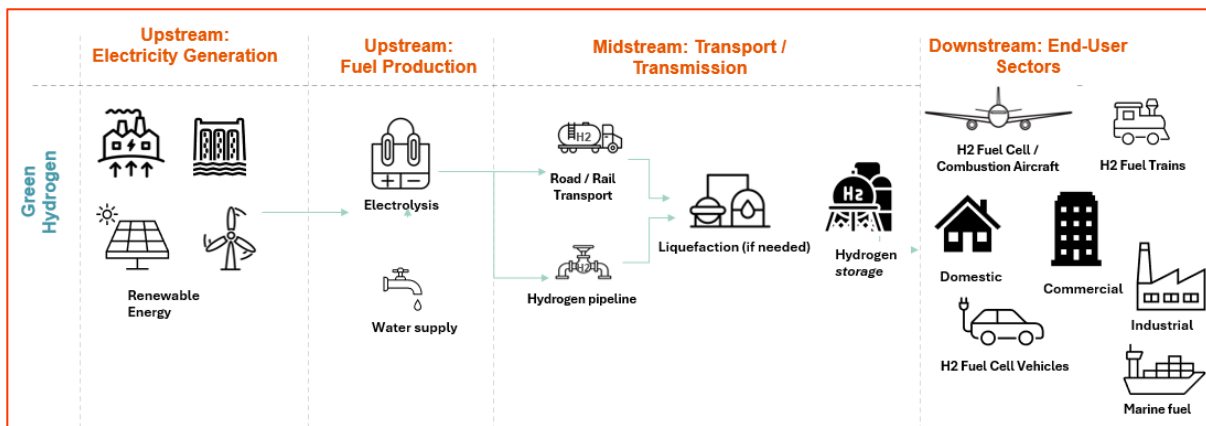 Upstream:
Electricity Generation
Upstream:
Fuel Production
Midstream: Transport /
Transmission
Downstream: End-User
Sectors
Green
Hydrogen
Renewable
Energy
Electrolysis
Water supply
H2
Road / Rail
Transport
H2
Hydrogen pipeline
Liquefaction (if needed)
H2
Hydrogen
storage
H2 Fuel Cell /
Combustion Aircraft
H2 Fuel Trains
Domestic
Commercial
Industrial
H2 Fuel Cell Vehicles
Marine fuel